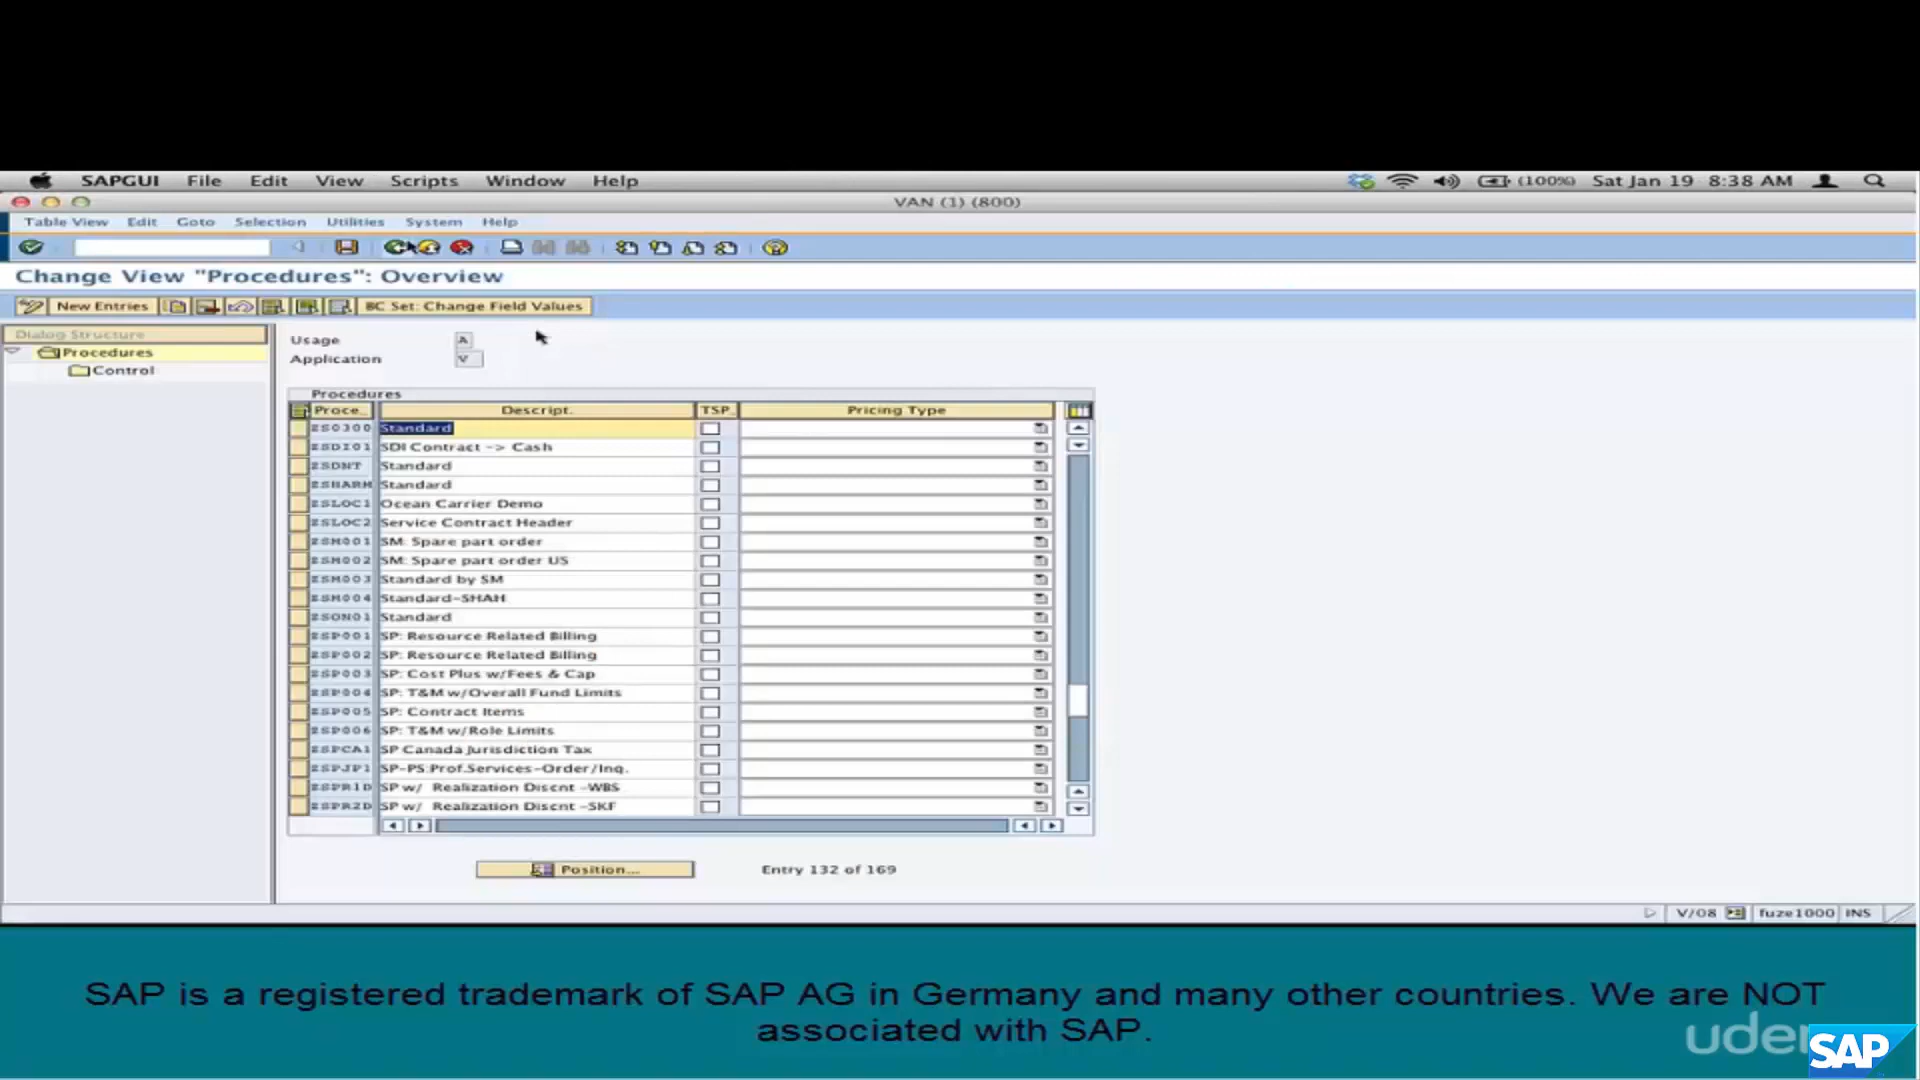 SAPGUI File Edit View Scripts Window Help (100%) Sat Jan 19 8:38 AM
VAN (1) (800)
Table View Edit Goto Selection Utilities System Help
Change View "Procedures": Overview
New Entries BC Set: Change Field Values
Dialog Structure
Procedures
Control
Usage A
Application V
Procedures
Proce.. Descript. TSP.. Pricing Type
ZS0300 Standard
ZSDI01 SDI Contract -> Cash
ZSDNT Standard
ZSHARM Standard
ZSLOC1 Ocean Carrier Demo
ZSLOC2 Service Contract Header
ZSM001 SM: Spare part order
ZSM002 SM: Spare part order US
ZSM003 Standard by SM
ZSM004 Standard-SHAH
ZSON01 Standard
ZSP001 SP: Resource Related Billing
ZSP002 SP: Resource Related Billing
ZSP003 SP: Cost Plus w/Fees & Cap
ZSP004 SP: T&M w/Overall Fund Limits
ZSP005 SP: Contract Items
ZSP006 SP: T&M w/Role Limits
ZSPCA1 SP Canada Jurisdiction Tax
ZSPJP1 SP-PS:Prof.Services-Order/Inq.
ZSPR1D SP w/ Realization Discnt -WBS
ZSPR2D SP w/ Realization Discnt -SKF
Position... Entry 132 of 169
V/08 fuze1000 INS
SAP is a registered trademark of SAP AG in Germany and many other countries. We are NOT
associated with SAP.
SAP